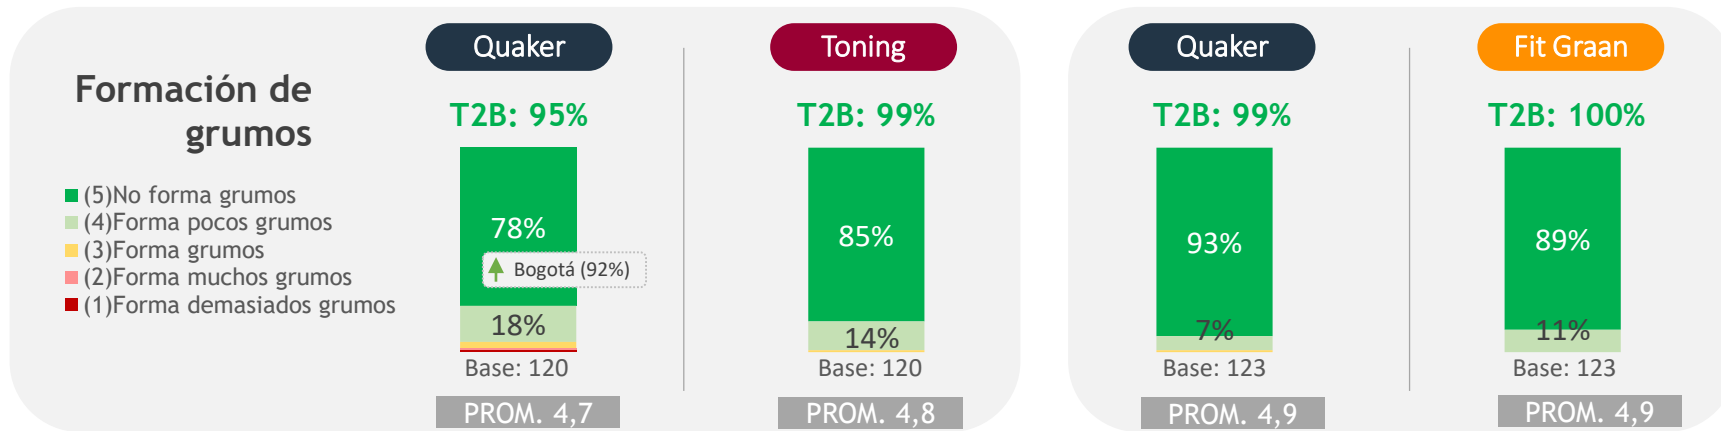 Formación de
grumos
(5)No forma grumos
(4)Forma pocos grumos
(3)Forma grumos
(2)Forma muchos grumos
(1)Forma demasiados grumos
Quaker
T2B: 95%
78%
Bogotá (92%)
18%
Base: 120
PROM. 4,7
Toning
T2B: 99%
85%
14%
Base: 120
PROM. 4,8
Quaker
T2B: 99%
93%
7%
Base: 123
PROM. 4,9
Fit Graan
T2B: 100%
89%
11%
Base: 123
PROM. 4,9